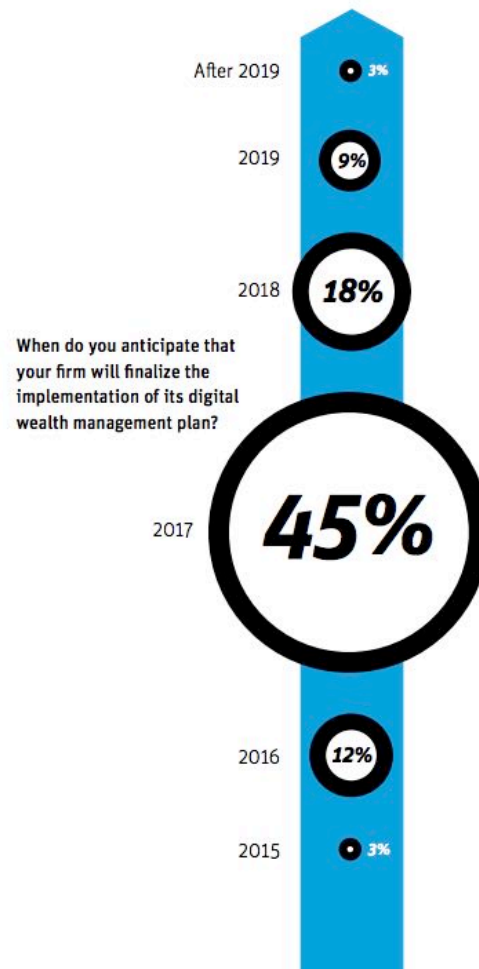 After 2019
3%
2019
9%
2018
18%
When do you anticipate that
your firm will finalize the
implementation of its digital
wealth management plan?
2017
45%
2016
12%
2015
3%